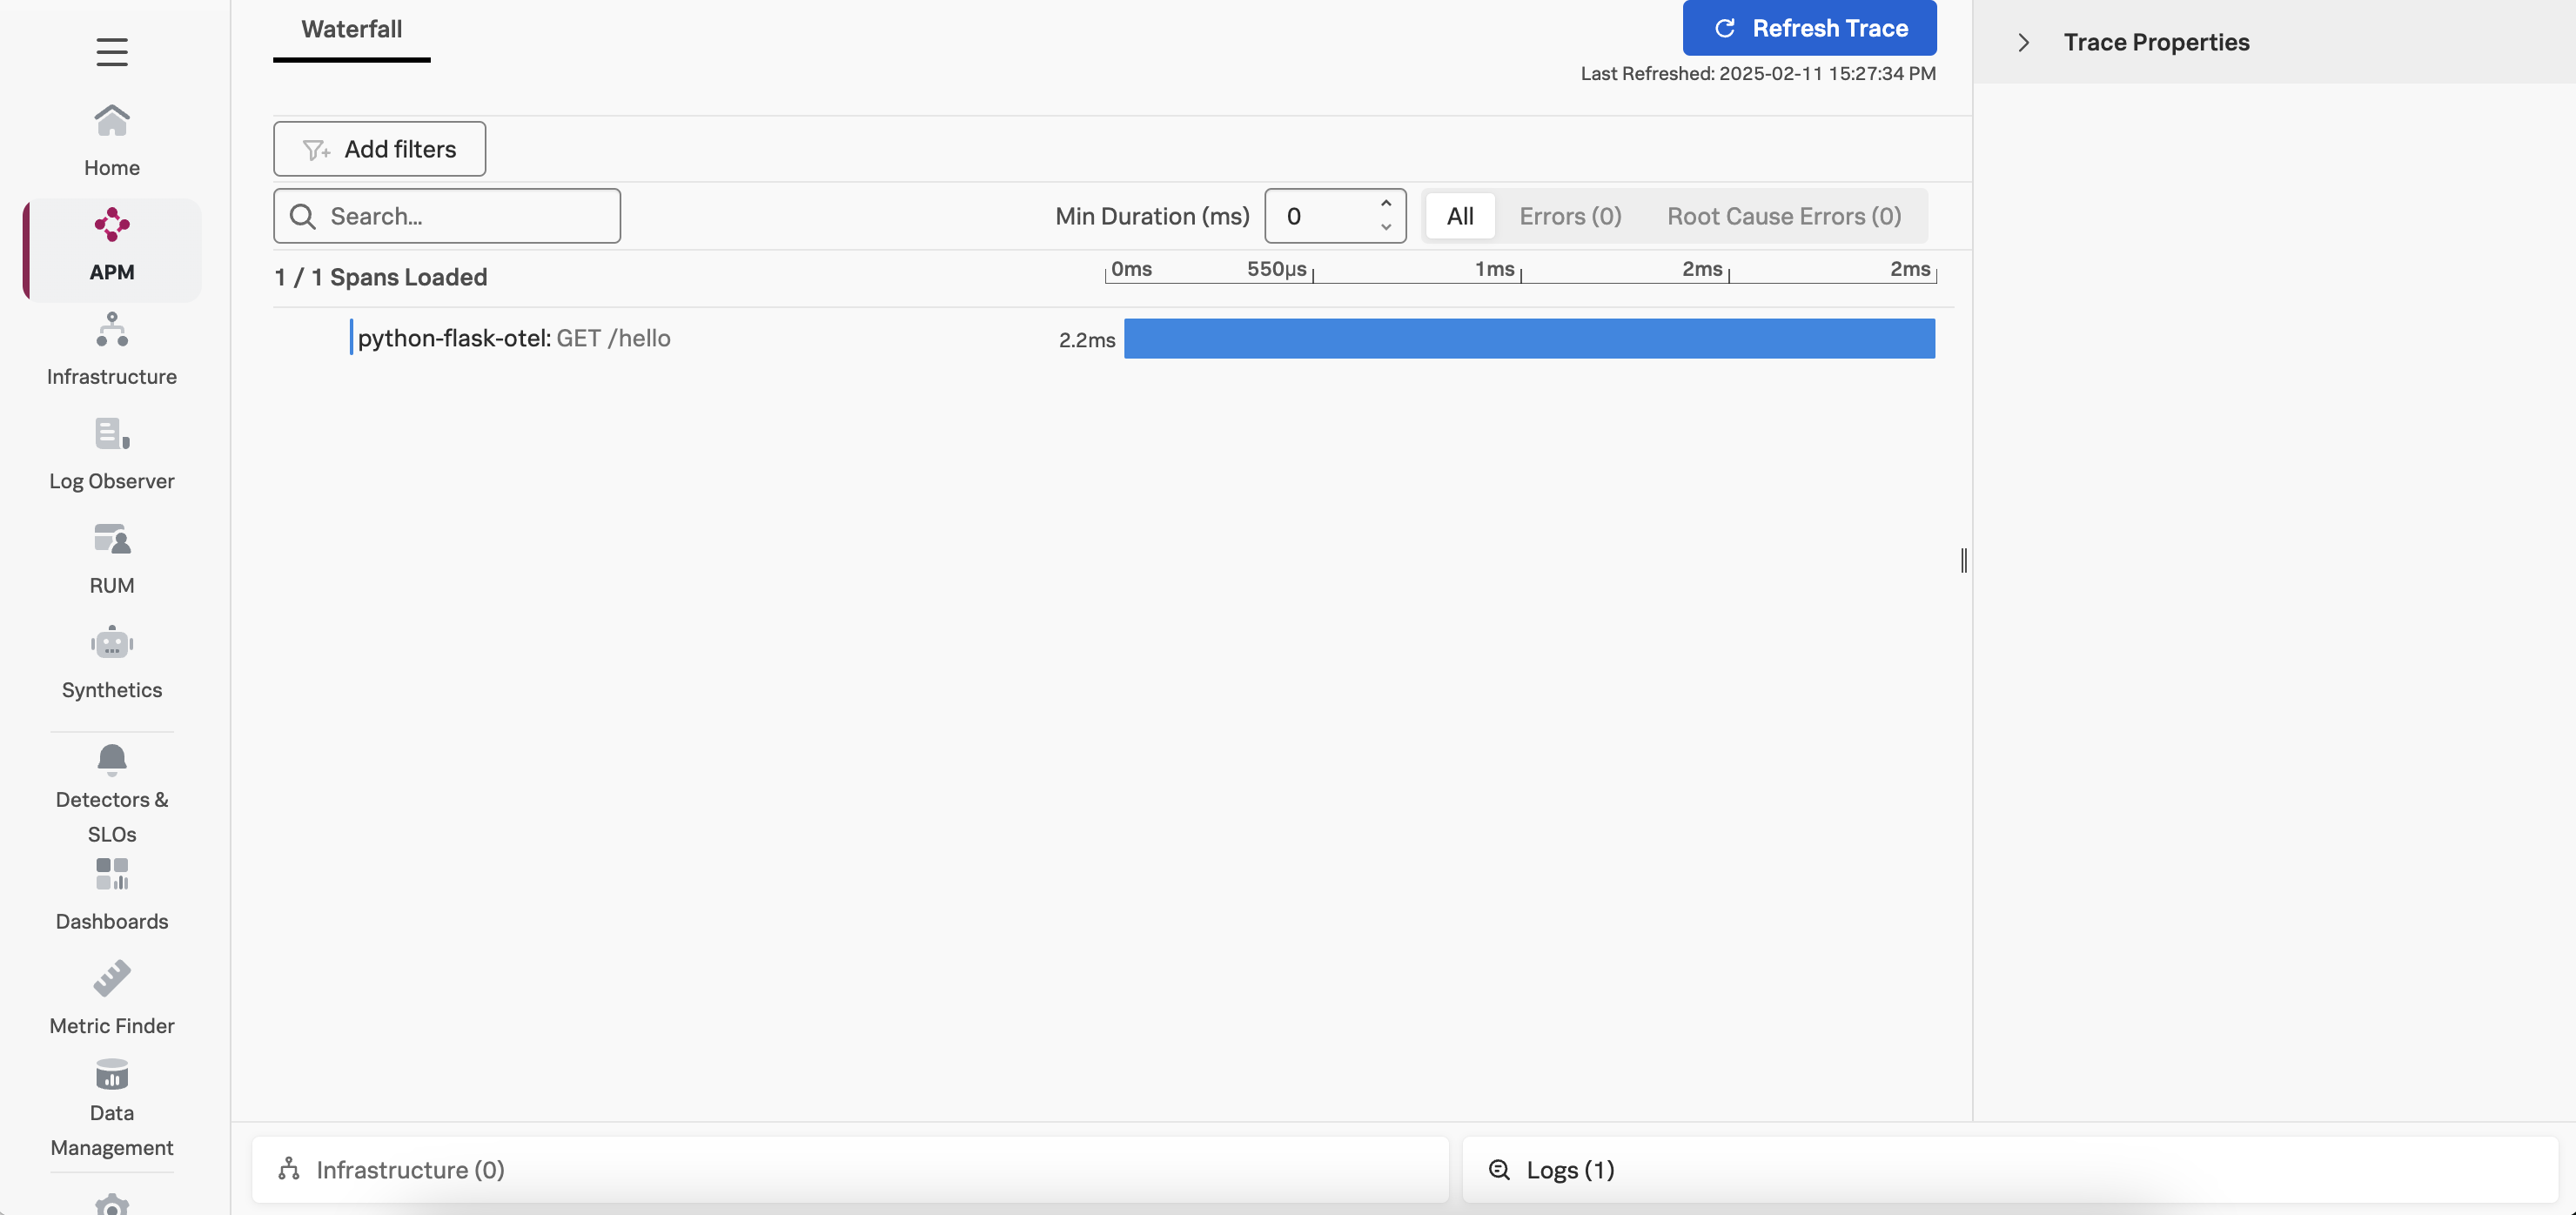 Home
APM
Infrastructure
Log Observer
RUM
Synthetics
Detectors &
SLOs
Dashboards
Metric Finder
Data
Management
Waterfall
Refresh Trace
Last Refreshed: 2025-02-11 15:27:34 PM
Add filters
Search...
Min Duration (ms)
0
All
Errors (0)
Root Cause Errors (0)
1 / 1 Spans Loaded
0ms
550µs
1ms
2ms
2ms
python-flask-otel: GET /hello
2.2ms
Trace Properties
Infrastructure (0)
Logs (1)